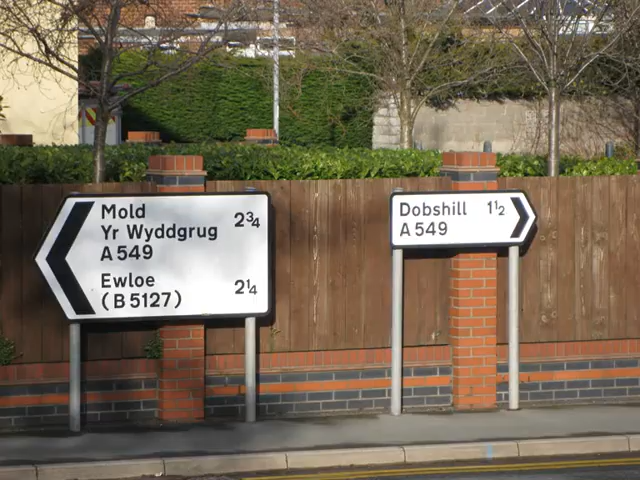 Mold 2¾
Yr Wyddgrug
A 549
Ewloe
(B 5127) 2¼
Dobshill 1½
A 549